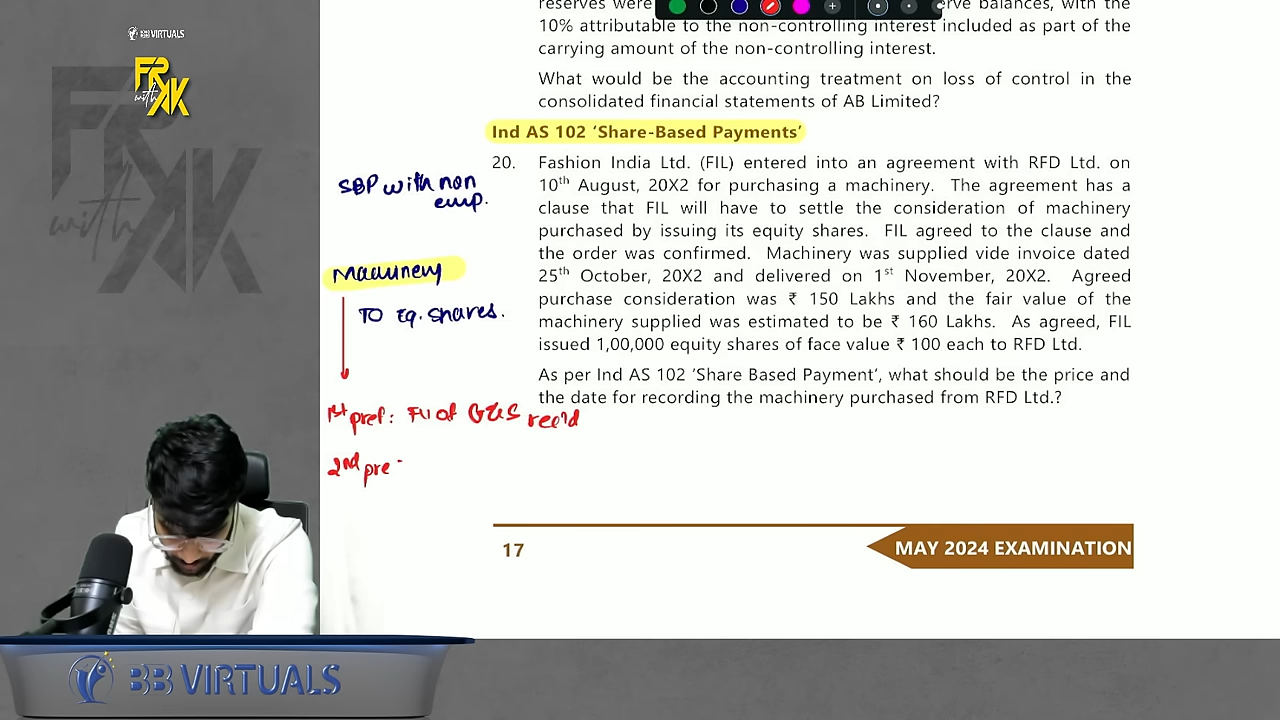 BB VIRTUALS
FR
with
AK
FR
with
AK
reserves were
erve balances, with the
10% attributable to the non-controlling interest included as part of the
carrying amount of the non-controlling interest.
What would be the accounting treatment on loss of control in the
consolidated financial statements of AB Limited?
Ind AS 102 ‘Share-Based Payments’
20. Fashion India Ltd. (FIL) entered into an agreement with RFD Ltd. on
10th August, 20X2 for purchasing a machinery. The agreement has a
clause that FIL will have to settle the consideration of machinery
purchased by issuing its equity shares. FIL agreed to the clause and
the order was confirmed. Machinery was supplied vide invoice dated
25th October, 20X2 and delivered on 1st November, 20X2. Agreed
purchase consideration was ₹ 150 Lakhs and the fair value of the
machinery supplied was estimated to be ₹ 160 Lakhs. As agreed, FIL
issued 1,00,000 equity shares of face value ₹ 100 each to RFD Ltd.
As per Ind AS 102 ‘Share Based Payment’, what should be the price and
the date for recording the machinery purchased from RFD Ltd.?
SBP with non
emp.
Machinery
TO Eq. Shares.
1st pref: FV of G&S rec'd
2nd pre
17
MAY 2024 EXAMINATION
BB VIRTUALS